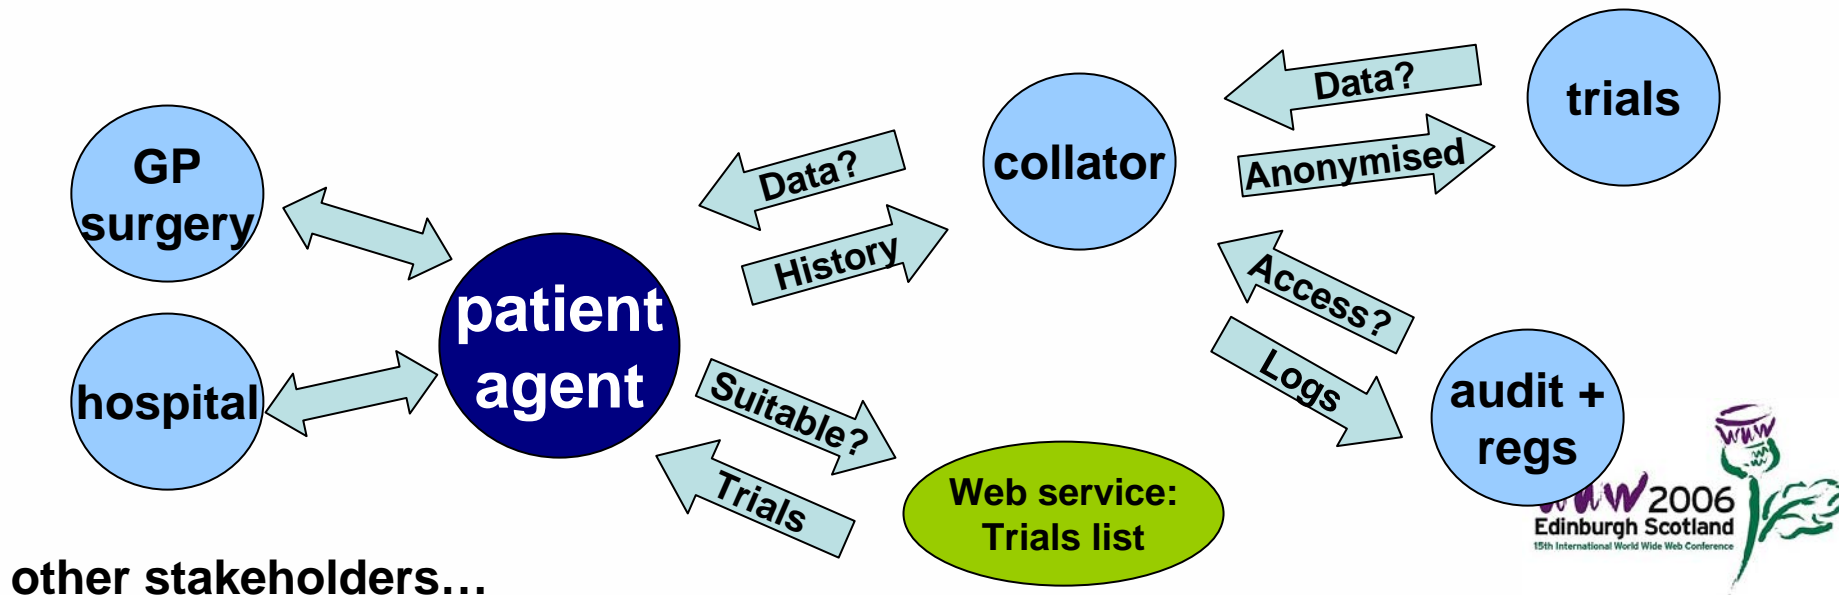 GP
surgery
hospital
patient
agent
Data?
History
collator
Data?
Anonymised
trials
Access?
Logs
audit +
regs
Suitable?
Trials
Web service:
Trials list
www
www2006
Edinburgh Scotland
15th International World Wide Web Conference
other stakeholders…